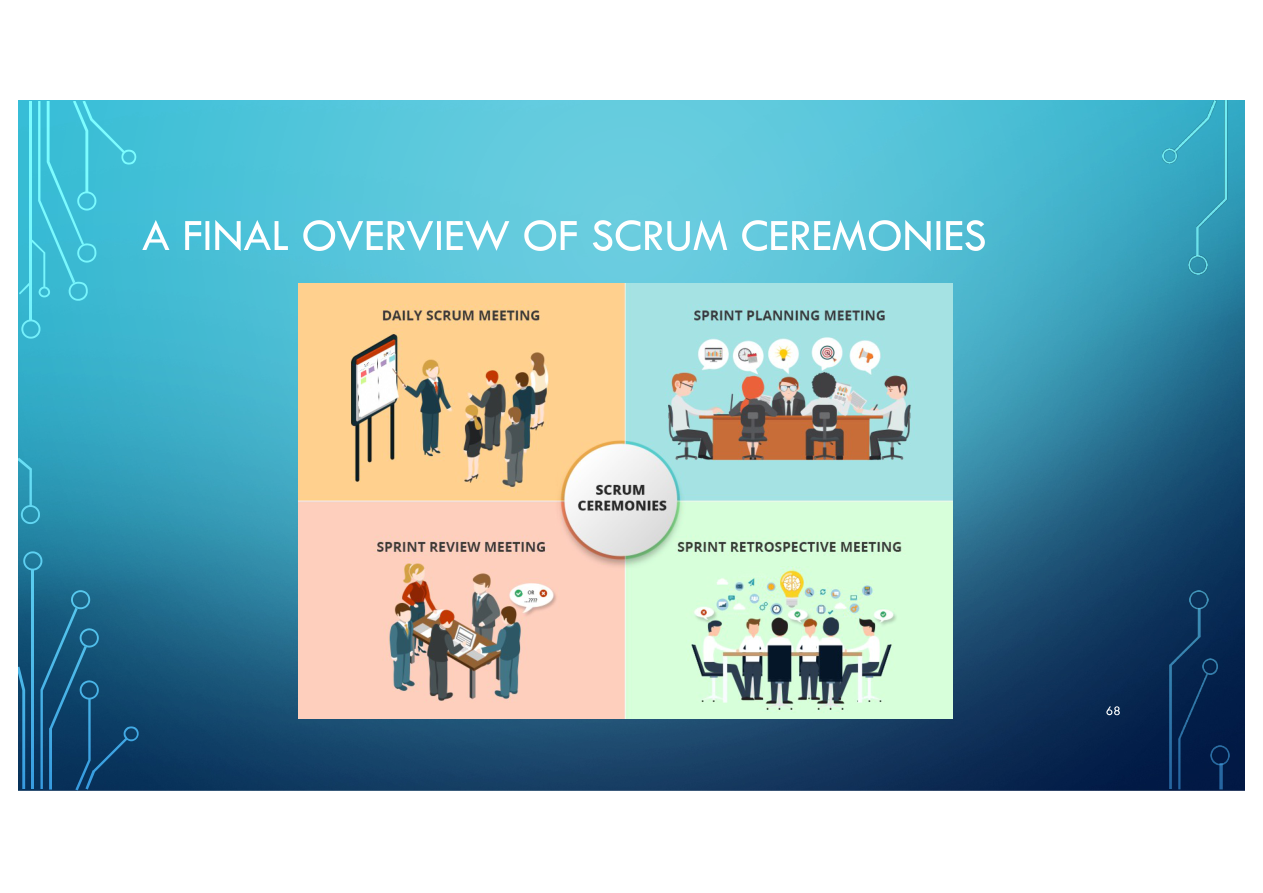 A FINAL OVERVIEW OF SCRUM CEREMONIES
DAILY SCRUM MEETING
SPRINT PLANNING MEETING
SCRUM
CEREMONIES
SPRINT REVIEW MEETING
OR
...????
SPRINT RETROSPECTIVE MEETING
68